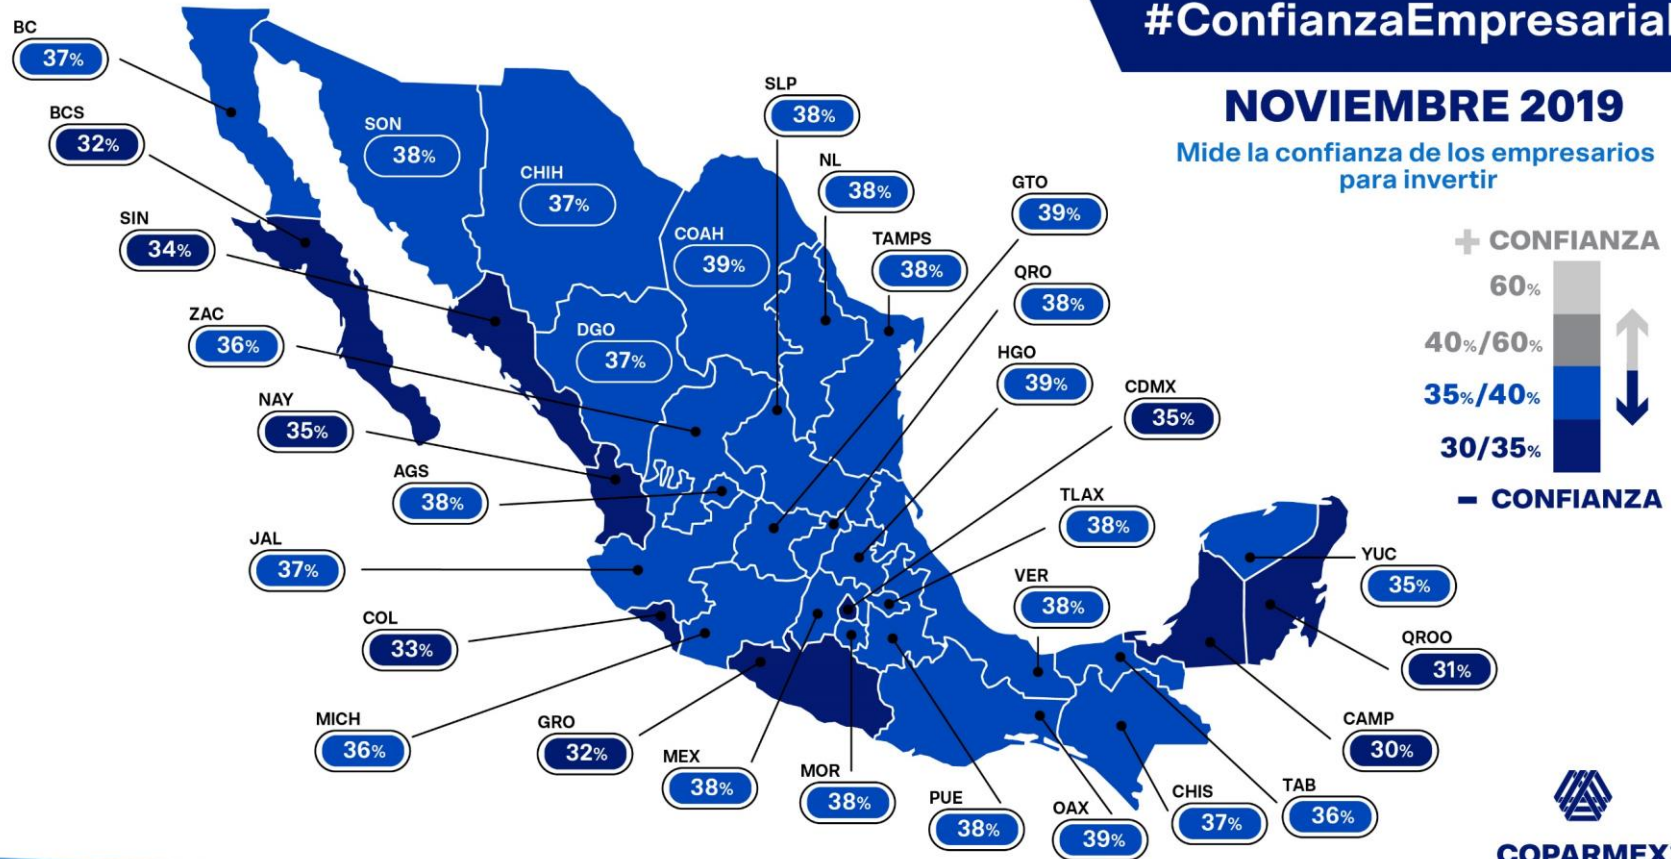 #ConfianzaEmpresarial
NOVIEMBRE 2019
Mide la confianza de los empresarios
para invertir
+ CONFIANZA
60%
40%/60%
35%/40%
30/35%
- CONFIANZA
BC
37%
BCS
32%
SIN
34%
ZAC
36%
NAY
35%
AGS
38%
JAL
37%
COL
33%
MICH
36%
GRO
32%
MEX
38%
MOR
38%
PUE
38%
OAX
39%
CHIS
37%
TAB
36%
CAMP
30%
QROO
31%
YUC
35%
VER
38%
TLAX
38%
CDMX
35%
HGO
39%
QRO
38%
GTO
39%
TAMPS
38%
NL
38%
SLP
38%
SON
38%
CHIH
37%
COAH
39%
DGO
37%
COPARMEX